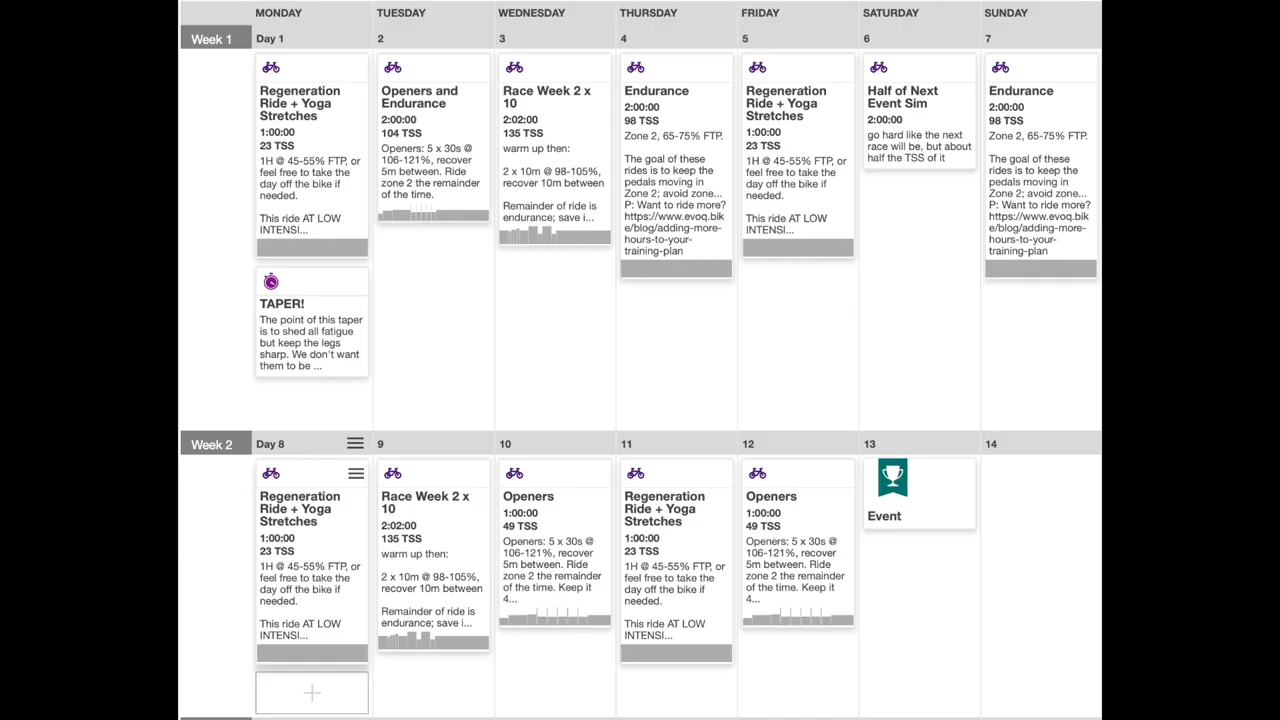 MONDAY TUESDAY WEDNESDAY THURSDAY FRIDAY SATURDAY SUNDAY
Week 1 Day 1 2 3 4 5 6 7
Regeneration
Ride + Yoga
Stretches
1:00:00
23 TSS
1H @ 45-55% FTP, or
feel free to take the
day off the bike if
needed.
This ride AT LOW
INTENSI...
TAPER!
The point of this taper
is to shed all fatigue
but keep the legs
sharp. We don't want
them to be ...
Openers and
Endurance
2:00:00
104 TSS
Openers: 5 x 30s @
106-121%, recover
5m between. Ride
zone 2 the remainder
of the time.
Race Week 2 x
10
2:02:00
135 TSS
warm up then:
2 x 10m @ 98-105%,
recover 10m between
Remainder of ride is
endurance; save i...
Endurance
2:00:00
98 TSS
Zone 2, 65-75% FTP.
The goal of these
rides is to keep the
pedals moving in
Zone 2; avoid zone...
P: Want to ride more?
https://www.evoq.bik
e/blog/adding-more-
hours-to-your-
training-plan
Regeneration
Ride + Yoga
Stretches
1:00:00
23 TSS
1H @ 45-55% FTP, or
feel free to take the
day off the bike if
needed.
This ride AT LOW
INTENSI...
Half of Next
Event Sim
2:00:00
go hard like the next
race will be, but about
half the TSS of it
Endurance
2:00:00
98 TSS
Zone 2, 65-75% FTP.
The goal of these
rides is to keep the
pedals moving in
Zone 2; avoid zone...
P: Want to ride more?
https://www.evoq.bik
e/blog/adding-more-
hours-to-your-
training-plan
Week 2 Day 8 9 10 11 12 13 14
Regeneration
Ride + Yoga
Stretches
1:00:00
23 TSS
1H @ 45-55% FTP, or
feel free to take the
day off the bike if
needed.
This ride AT LOW
INTENSI...
Race Week 2 x
10
2:02:00
135 TSS
warm up then:
2 x 10m @ 98-105%,
recover 10m between
Remainder of ride is
endurance; save i...
Openers
1:00:00
49 TSS
Openers: 5 x 30s @
106-121%, recover
5m between. Ride
zone 2 the remainder
of the time. Keep it
4...
Regeneration
Ride + Yoga
Stretches
1:00:00
23 TSS
1H @ 45-55% FTP, or
feel free to take the
day off the bike if
needed.
This ride AT LOW
INTENSI...
Openers
1:00:00
49 TSS
Openers: 5 x 30s @
106-121%, recover
5m between. Ride
zone 2 the remainder
of the time. Keep it
4...
Event